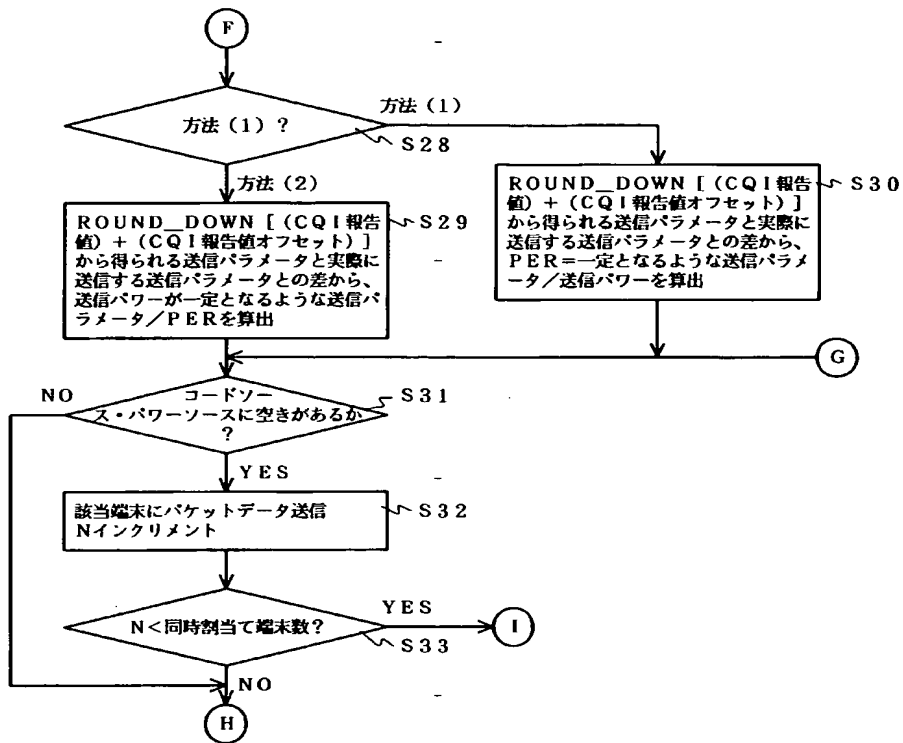 F
方法(1)
方法(1)?
S28
方法(2)
ROUND__DOWN[(CQI報告
値)+(CQI報告値オフセット)]
から得られる送信パラメータと実際に
送信する送信パラメータとの差から、
送信パワーが一定となるような送信パ
ラメータ/PERを算出
S29
ROUND__DOWN[(CQI報告
値)+(CQI報告値オフセット)]
から得られる送信パラメータと実際に
送信する送信パラメータとの差から、
PER=一定となるような送信パラメ
ータ/送信パワーを算出
S30
G
NO
コードソー
ス・パワーソースに空きがあるか
?
S31
YES
該当端末にパケットデータ送信
Nインクリメント
S32
N<同時割当て端末数?
YES
S33
I
NO
H